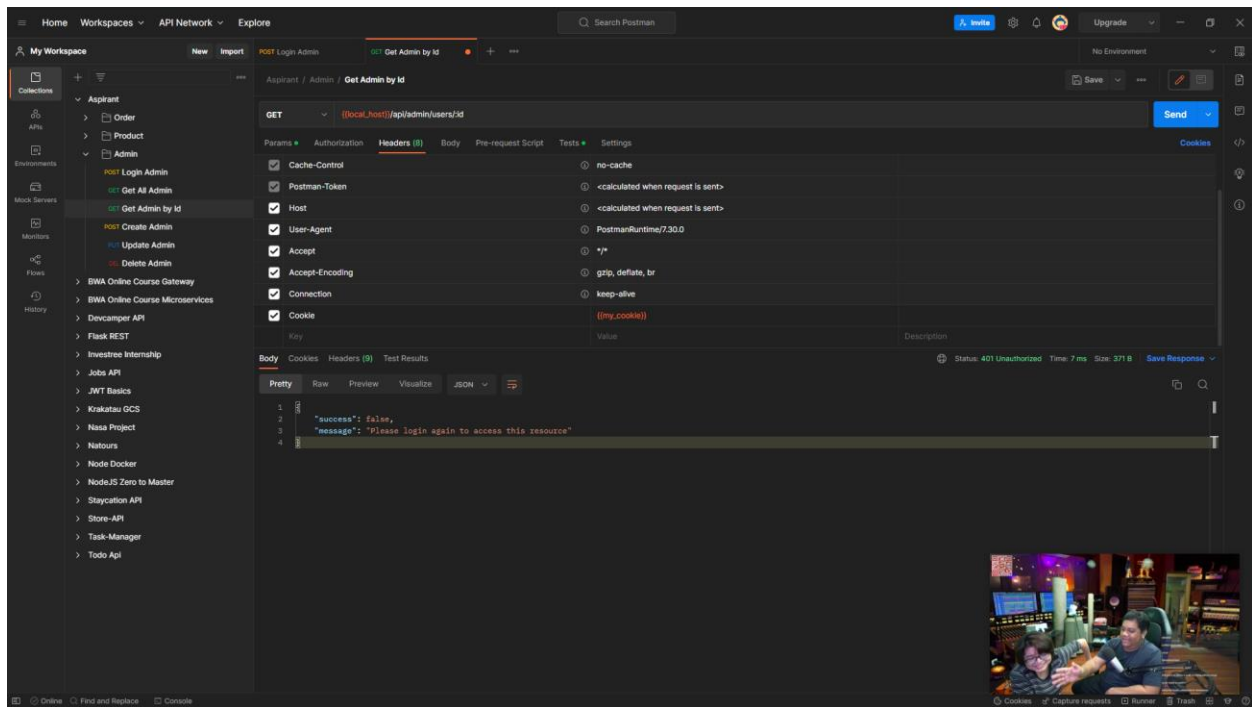 Home Workspaces API Network Explore Search Postman Invite Upgrade
My Workspace New Import POST Login Admin GET Get Admin by Id No Environment
Collections
APIs
Environments
Mock Servers
Monitors
Flows
History
Aspirant
Order
Product
Admin
POST Login Admin
GET Get All Admin
GET Get Admin by Id
POST Create Admin
PUT Update Admin
DEL Delete Admin
BWA Online Course Gateway
BWA Online Course Microservices
Devcamper API
Flask REST
Investree Internship
Jobs API
JWT Basics
Krakatau GCS
Nasa Project
Natours
Node Docker
NodeJS Zero to Master
Staycation API
Store-API
Task-Manager
Todo Api
Aspirant / Admin / Get Admin by Id Save
GET {{local_host}}/api/admin/users/:id Send
Params Authorization Headers (8) Body Pre-request Script Tests Settings Cookies
Cache-Control no-cache
Postman-Token <calculated when request is sent>
Host <calculated when request is sent>
User-Agent PostmanRuntime/7.30.0
Accept */*
Accept-Encoding gzip, deflate, br
Connection keep-alive
Cookie {{my_cookie}}
Key Value Description
Body Cookies Headers (9) Test Results Status: 401 Unauthorized Time: 7 ms Size: 371 B Save Response
Pretty Raw Preview Visualize JSON
1 {
2 "success": false,
3 "message": "Please login again to access this resource"
4 }
Online Find and Replace Console Cookies Capture requests Runner Trash